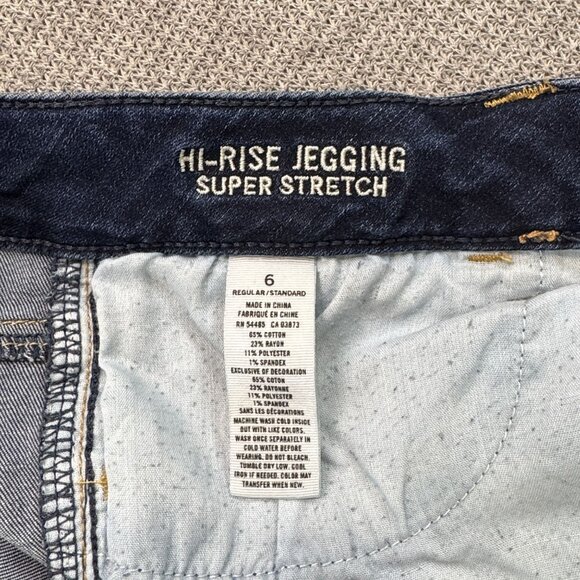 HI-RISE JEGGING
SUPER STRETCH
6
REGULAR/STANDARD
MADE IN CHINA
FABRIQUÉ EN CHINE
RN 54485 CA 03873
65% COTTON
23% RAYON
11% POLYESTER
1% SPANDEX
EXCLUSIVE OF DECORATION
65% COTON
23% RAYONNE
11% POLYESTER
1% SPANDEX
SANS LES DÉCORATIONS
MACHINE WASH COLD INSIDE
OUT WITH LIKE COLORS.
WASH ONCE SEPARATELY IN
COLD WATER BEFORE
WEARING. DO NOT BLEACH.
TUMBLE DRY LOW. COOL
IRON IF NEEDED. COLOR MAY
TRANSFER WHEN NEW.